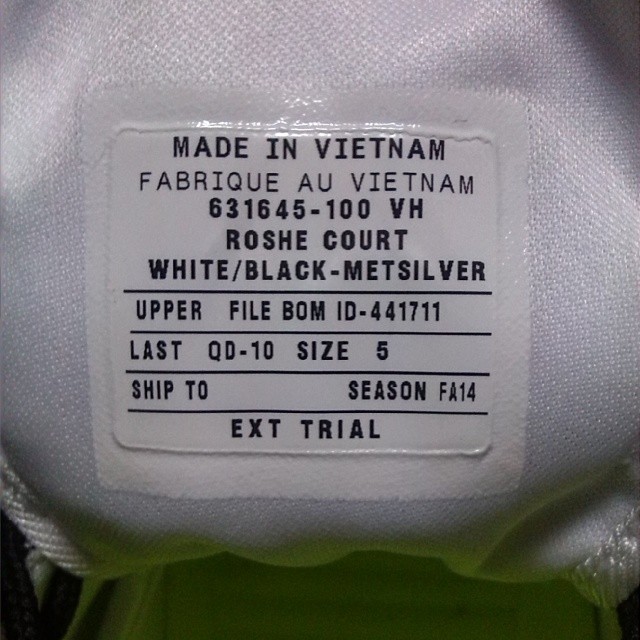 MADE IN VIETNAM
FABRIQUE AU VIETNAM
631645-100 VH
ROSHE COURT
WHITE/BLACK-METSILVER
UPPER FILE BOM ID-441711
LAST QD-10 SIZE 5
SHIP TO SEASON FA14
EXT TRIAL